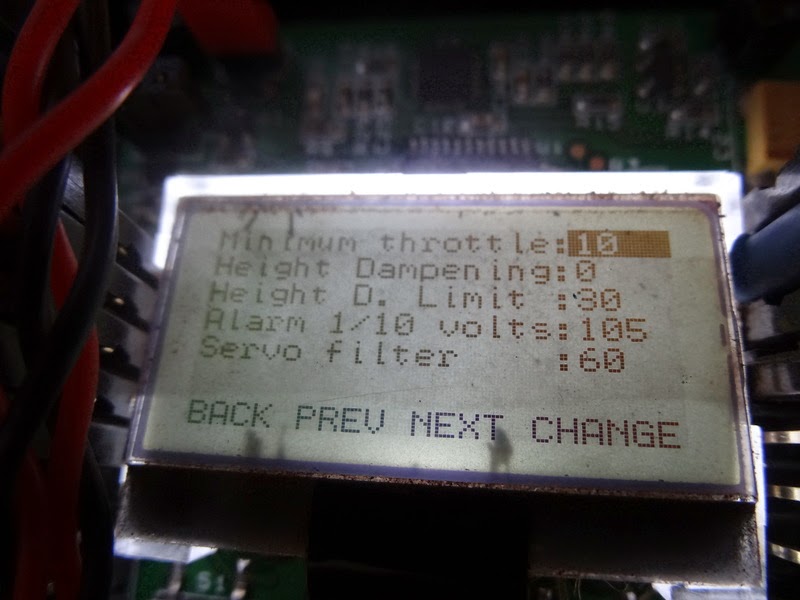 Minimum throttle:10
Height Dampening:0
Height D. Limit :30
Alarm 1/10 volts:105
Servo filter :60
BACK PREV NEXT CHANGE
S1